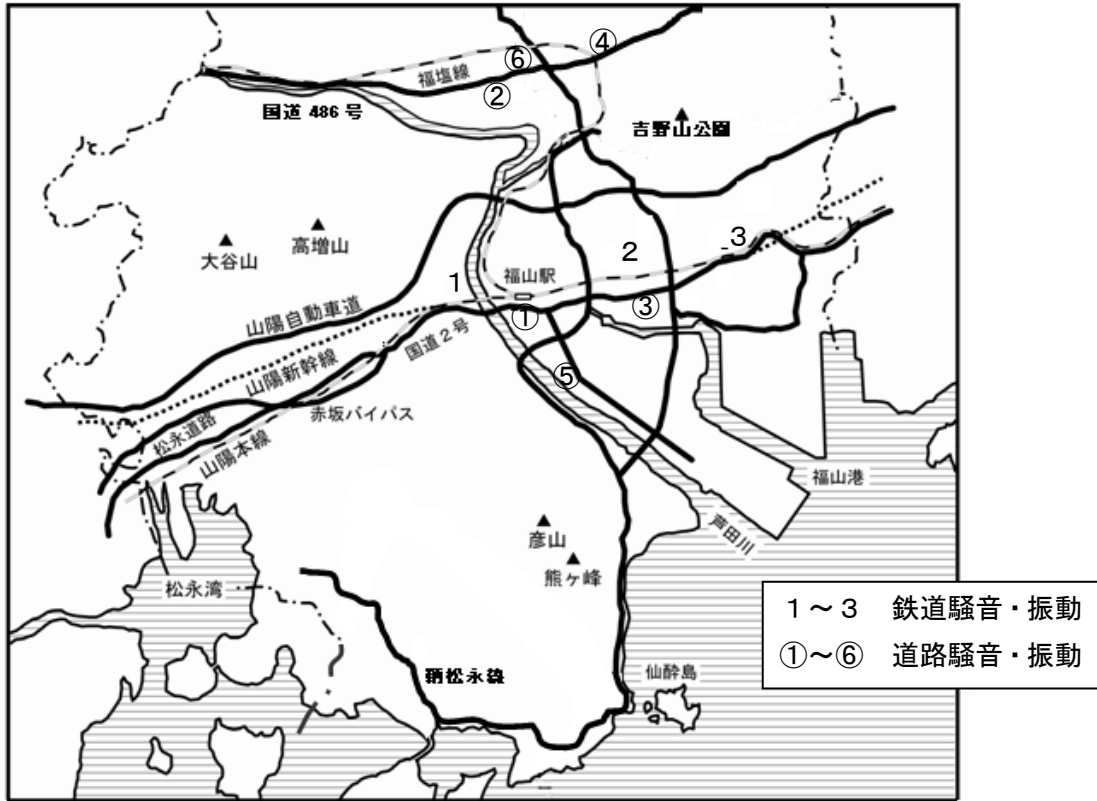 ④
⑥
福塩線
②
国道 486 号
吉野山公園
高増山
大谷山
3
2
1
福山駅
①
③
山陽自動車道
国道２号
山陽新幹線
⑤
赤坂バイパス
松永道路
山陽本線
福山港
芦田川
彦山
熊ヶ峰
松永湾
1～3 鉄道騒音・振動
①～⑥ 道路騒音・振動
仙酔島
鞆松永線